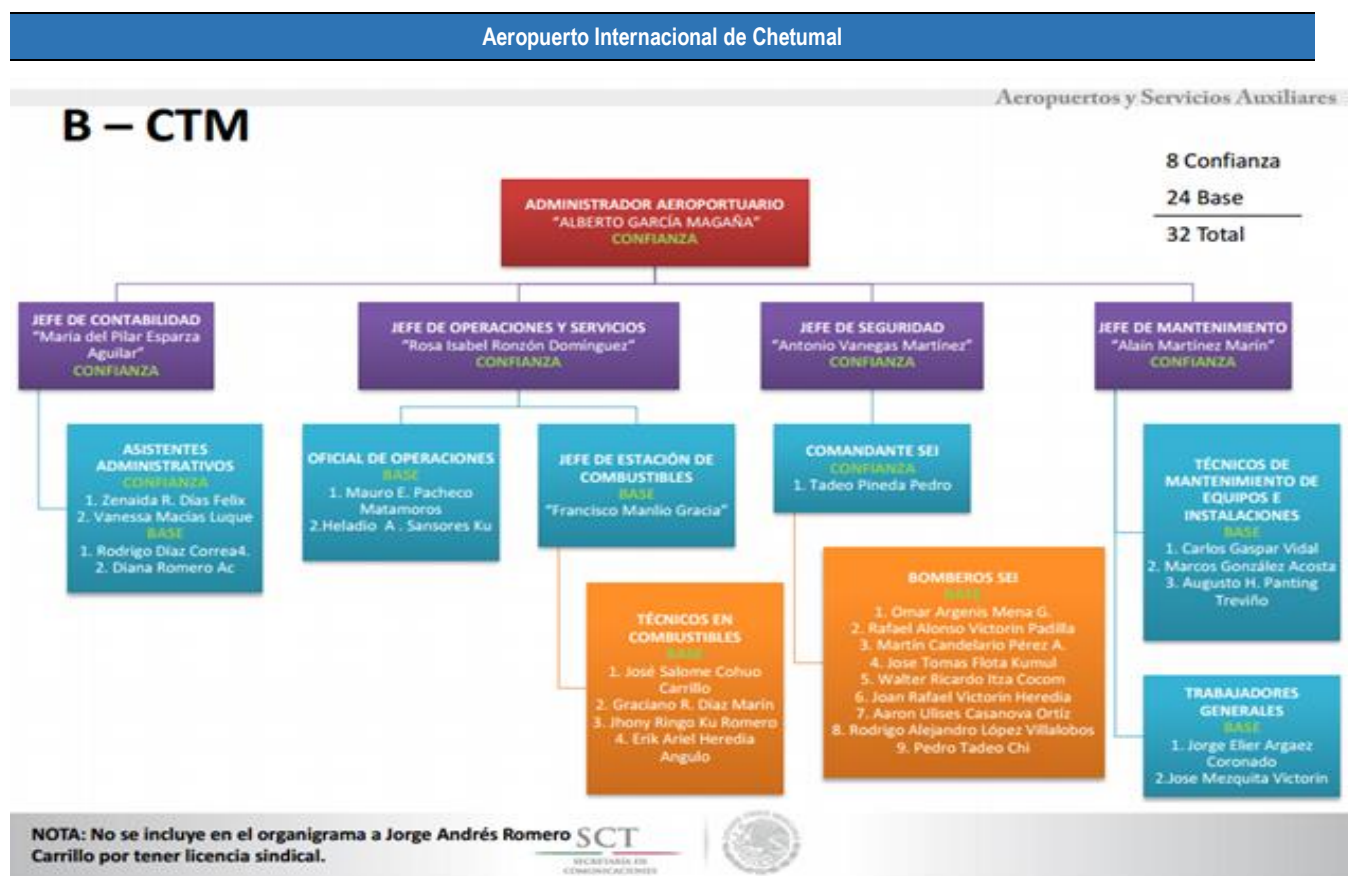 Aeropuerto Internacional de Chetumal
Aeropuertos y Servicios Auxiliares
B – CTM
8 Confianza
24 Base
32 Total
ADMINISTRADOR AEROPORTUARIO
"ALBERTO GARCÍA MAGAÑA"
CONFIANZA
JEFE DE CONTABILIDAD
"María del Pilar Esparza
Aguilar"
CONFIANZA
JEFE DE OPERACIONES Y SERVICIOS
"Rosa Isabel Ronzón Domínguez"
CONFIANZA
JEFE DE SEGURIDAD
"Antonio Vanegas Martínez"
CONFIANZA
JEFE DE MANTENIMIENTO
"Alain Martínez Marín"
CONFIANZA
ASISTENTES
ADMINISTRATIVOS
CONFIANZA
1. Zenaida R. Días Felix
2. Vanessa Macías Luque
BASE
1. Rodrigo Díaz Correa4.
2. Diana Romero Ac
OFICIAL DE OPERACIONES
BASE
1. Mauro E. Pacheco
Matamoros
2.Heladio A . Sansores Ku
JEFE DE ESTACIÓN DE
COMBUSTIBLES
BASE
"Francisco Manlio Gracia"
TÉCNICOS EN
COMBUSTIBLES
BASE
1. José Salome Cohuo
Carrillo
2. Graciano R. Díaz Marín
3. Jhony Ringo Ku Romero
4. Erik Ariel Heredia
Angulo
COMANDANTE SEI
CONFIANZA
1. Tadeo Pineda Pedro
BOMBEROS SEI
BASE
1. Omar Argenis Mena G.
2. Rafael Alonso Victorin Padilla
3. Martín Candelario Pérez A.
4. Jose Tomas Flota Kumul
5. Walter Ricardo Itza Cocom
6. Joan Rafael Victorin Heredia
7. Aaron Ulises Casanova Ortiz
8. Rodrigo Alejandro López Villalobos
9. Pedro Tadeo Chi
TÉCNICOS DE
MANTENIMIENTO DE
EQUIPOS E
INSTALACIONES
BASE
1. Carlos Gaspar Vidal
2. Marcos González Acosta
3. Augusto H. Panting
Treviño
TRABAJADORES
GENERALES
BASE
1. Jorge Elier Argaez
Coronado
2.Jose Mezquita Victorin
NOTA: No se incluye en el organigrama a Jorge Andrés Romero
Carrillo por tener licencia sindical.
SCT
SECRETARÍA DE
COMUNICACIONES